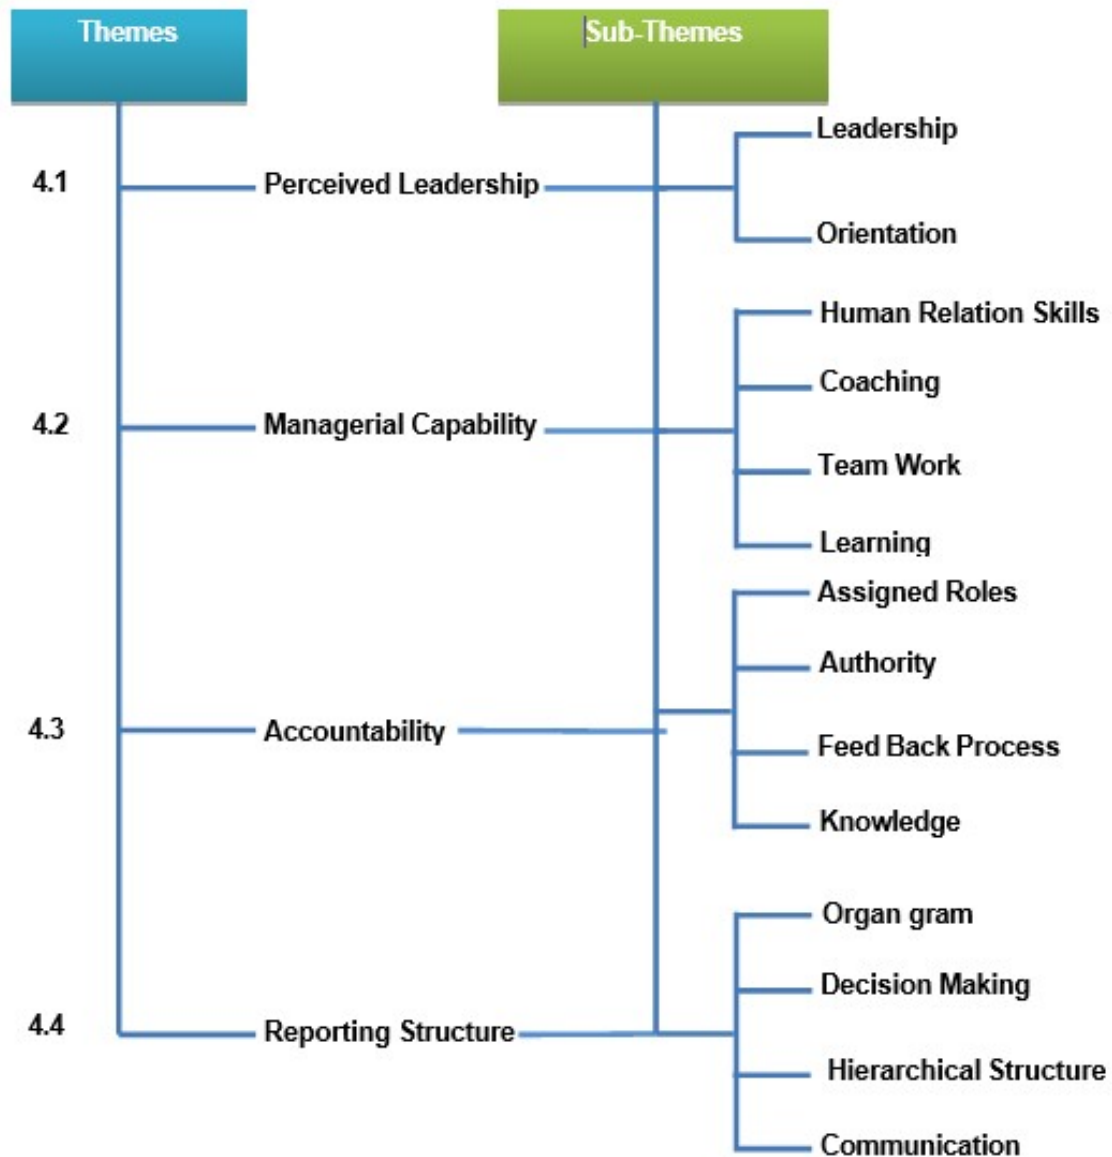 Themes
Sub-Themes
4.1
Perceived Leadership
Leadership
Orientation
4.2
Managerial Capability
Human Relation Skills
Coaching
Team Work
Learning
4.3
Accountability
Assigned Roles
Authority
Feed Back Process
Knowledge
4.4
Reporting Structure
Organ gram
Decision Making
Hierarchical Structure
Communication